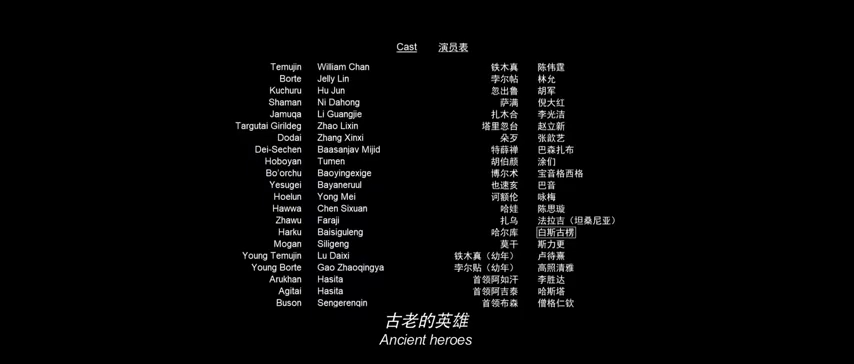 Cast 演员表
Temujin William Chan 铁木真 陈伟霆
Borte Jelly Lin 孛尔帖 林允
Kuchuru Hu Jun 忽出鲁 胡军
Shaman Ni Dahong 萨满 倪大红
Jamuqa Li Guangjie 扎木合 李光洁
Targutai Girildeg Zhao Lixin 塔里忽台 赵立新
Dodai Zhang Xinxi 朵歹 张歆艺
Dei-Sechen Baasanjav Mijid 特薛禅 巴森扎布
Hoboyan Tumen 胡伯颜 涂们
Bo'orchu Baoyingexige 博尔术 宝音格西格
Yesugei Bayaneruul 也速亥 巴音
Hoelun Yong Mei 诃额伦 咏梅
Hawwa Chen Sixuan 哈娃 陈思璇
Zhawu Faraji 扎乌 法拉吉（坦桑尼亚）
Harku Baisiguleng 哈尔库 白斯古楞
Mogan Siligeng 莫干 斯力更
Young Temujin Lu Daixi 铁木真（幼年） 卢待熹
Young Borte Gao Zhaoqingya 孛尔贴（幼年） 高照清雅
Arukhan Hasita 首领阿如汗 李胜达
Agitai Hasita 首领阿吉泰 哈斯塔
Buson Sengerenqin 首领布森 僧格仁钦
古老的英雄
Ancient heroes